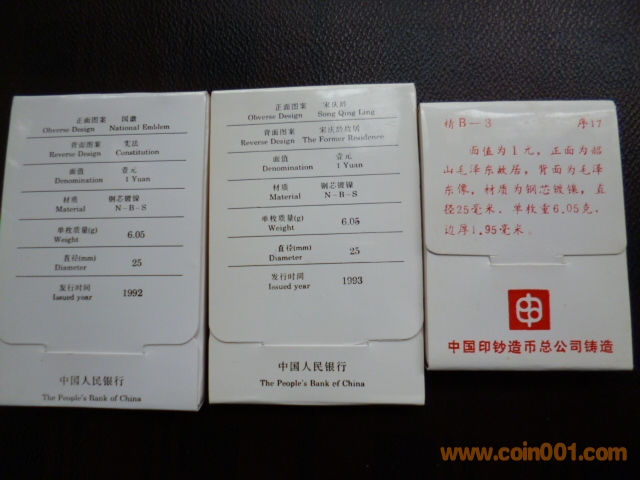 正面图案 国徽
Obverse Design National Emblem
背面图案 宪法
Reverse Design Constitution
面值 壹元
Denomination 1 Yuan
材质 钢芯镀镍
Material N-B-S
单枚质量(g)
Weight 6.05
直径(mm)
Diameter 25
发行时间
Issued year 1992
中国人民银行
The People's Bank of China
正面图案 宋庆龄
Obverse Design Song Qing Ling
背面图案 宋庆龄故居
Reverse Design The Former Residence
面值 壹元
Denomination 1 Yuan
材质 钢芯镀镍
Material N-B-S
单枚质量(g)
Weight 6.05
直径(mm)
Diameter 25
发行时间
Issued year 1993
中国人民银行
The People's Bank of China
精B—3 序17
面值为1元,正面为韶
山毛泽东故居,背面为毛泽
东像,材质为钢芯镀镍,直
径25毫米,单枚重6.05克,
边厚1.95毫米.
中国印钞造币总公司铸造
www.coin001.com